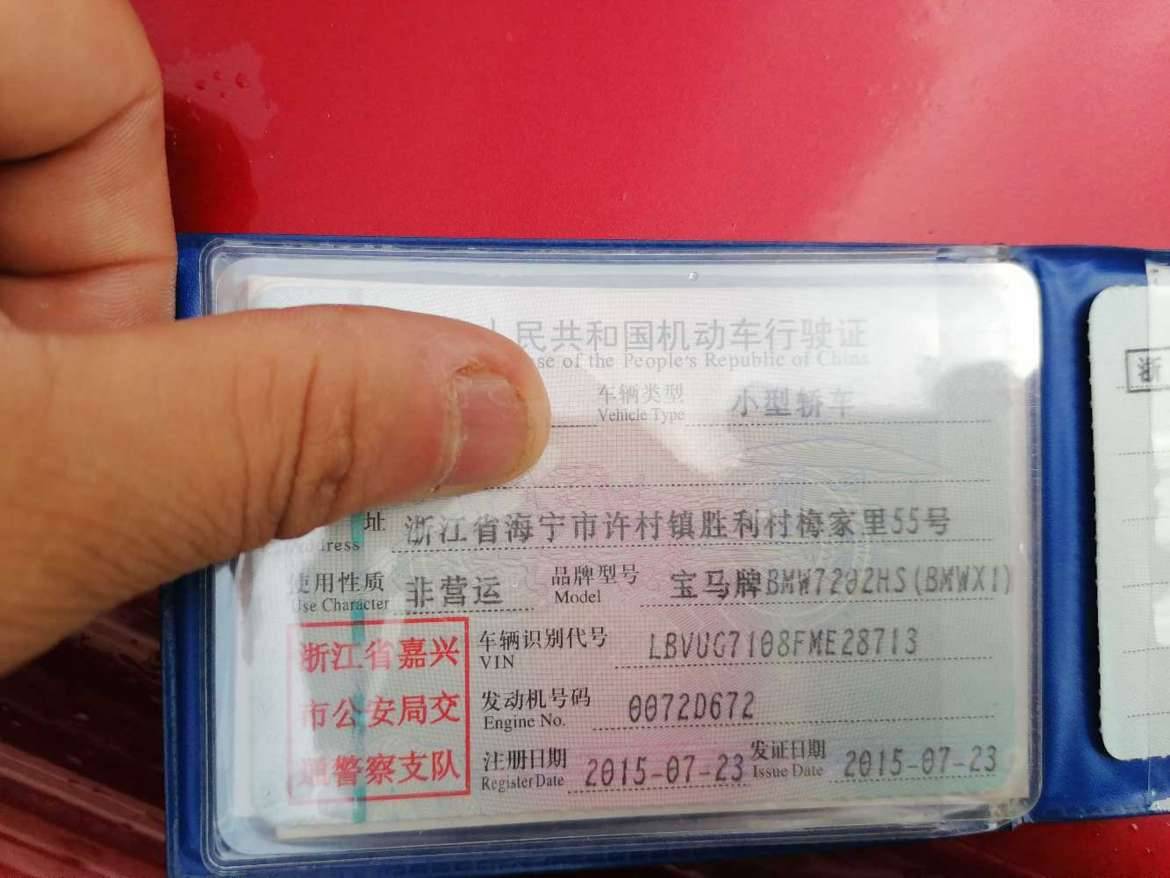 民共和国机动车行驶证
of the People's Republic of China
车辆类型 小型轿车
Vehicle Type
址 浙江省海宁市许村镇胜利村梅家里55号
使用性质 非营运 品牌型号 宝马牌BMW7202HS(BMWX1)
Use Character Model
浙江省嘉兴
市公安局交
通警察支队
车辆识别代号 LBVUG7108FME28713
VIN
发动机号码 0072D672
Engine No.
注册日期 2015-07-23 发证日期 2015-07-23
Register Date Issue Date